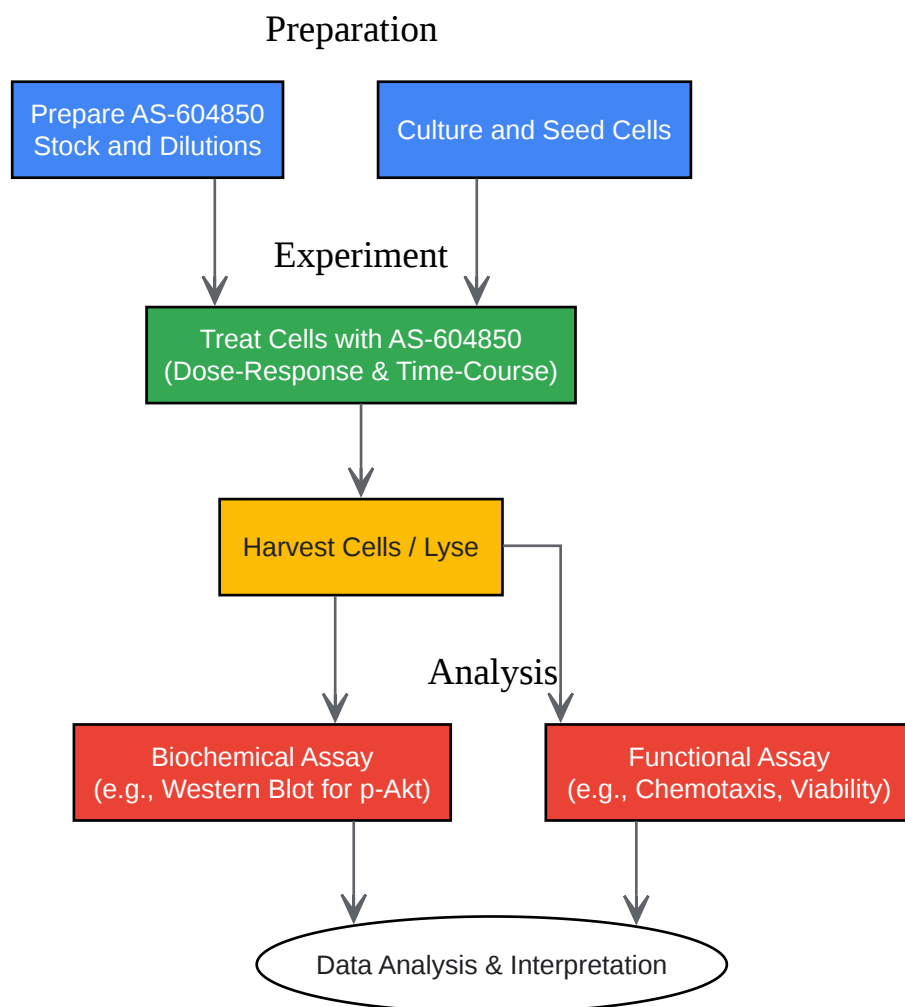 Preparation
Prepare AS-604850
Stock and Dilutions
Culture and Seed Cells
Experiment
Treat Cells with AS-604850
(Dose-Response & Time-Course)
Harvest Cells / Lyse
Analysis
Biochemical Assay
(e.g., Western Blot for p-Akt)
Functional Assay
(e.g., Chemotaxis, Viability)
Data Analysis & Interpretation